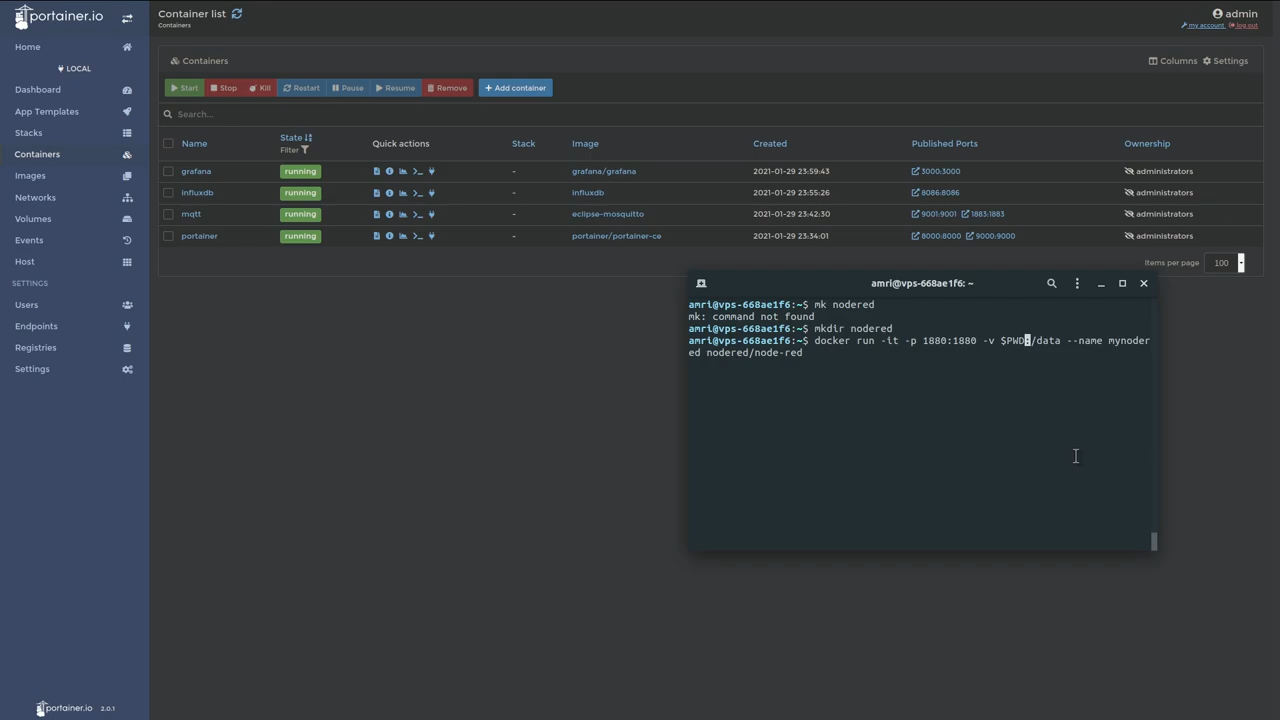 portainer.io
Container list
Containers
admin
my account log out
Home
LOCAL
Dashboard
App Templates
Stacks
Containers
Images
Networks
Volumes
Events
Host
SETTINGS
Users
Endpoints
Registries
Settings
portainer.io 2.0.1
Containers
Columns Settings
Start Stop Kill Restart Pause Resume Remove Add container
Search...
Name State Filter Quick actions Stack Image Created Published Ports Ownership
grafana running - grafana/grafana 2021-01-29 23:59:43 3000:3000 administrators
influxdb running - influxdb 2021-01-29 23:55:26 8086:8086 administrators
mqtt running - eclipse-mosquitto 2021-01-29 23:42:30 9001:9001 1883:1883 administrators
portainer running - portainer/portainer-ce 2021-01-29 23:34:01 8000:8000 9000:9000 administrators
Items per page 100
amri@vps-668ae1f6: ~
amri@vps-668ae1f6:~$ mk nodered
mk: command not found
amri@vps-668ae1f6:~$ mkdir nodered
amri@vps-668ae1f6:~$ docker run -it -p 1880:1880 -v $PWD:/data --name mynoder
ed nodered/node-red